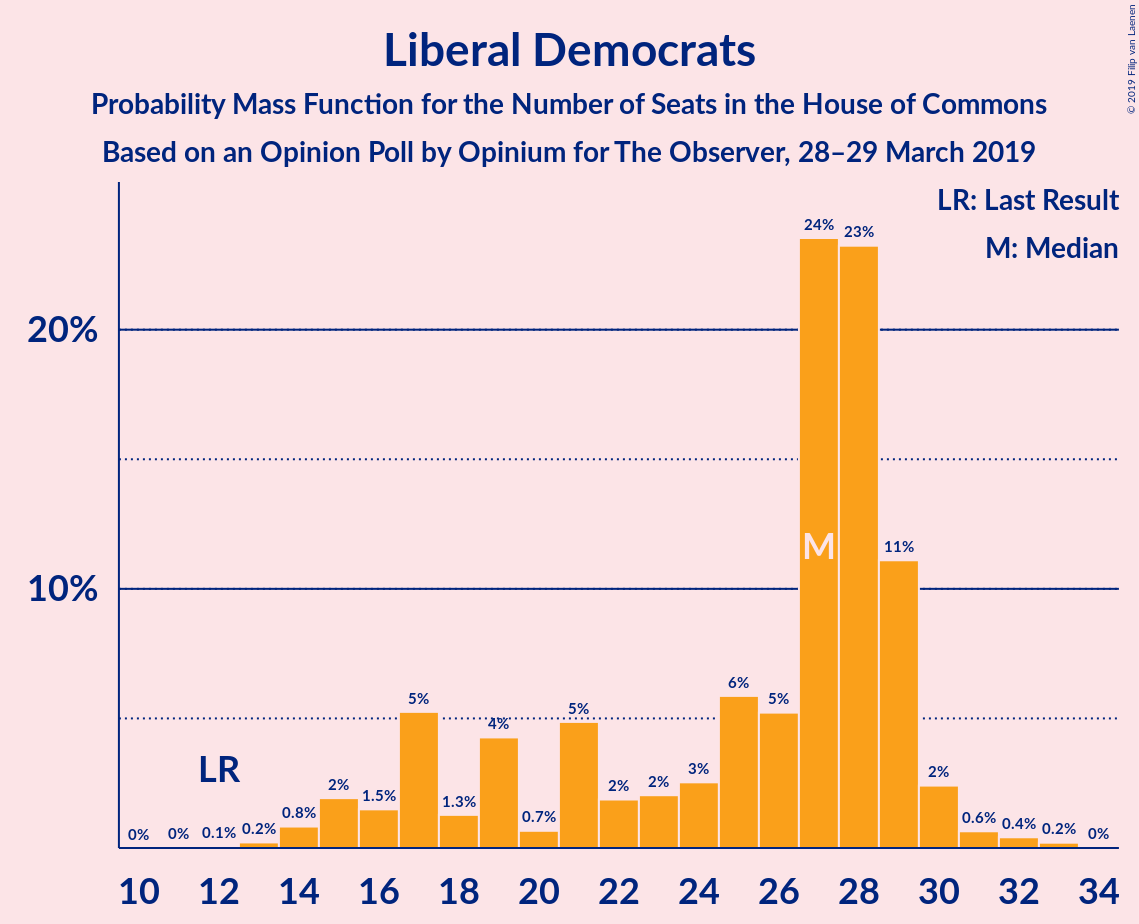 Liberal Democrats
Probability Mass Function for the Number of Seats in the House of Commons
Based on an Opinion Poll by Opinium for The Observer, 28–29 March 2019
© 2019 Filip van Laenen
LR: Last Result
M: Median
20%
10%
0% 0% 0.1% 0.2% 0.8% 2% 1.5% 5% 1.3% 4% 0.7% 5% 2% 2% 3% 6% 5% 24% 23% 11% 2% 0.6% 0.4% 0.2% 0%
LR
M
10 12 14 16 18 20 22 24 26 28 30 32 34